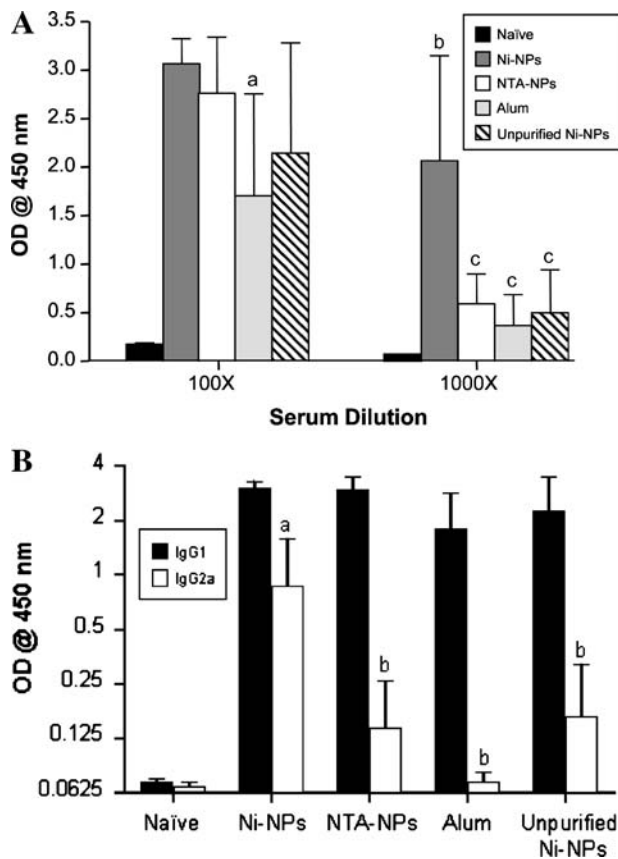 A
3.5
3.0
2.5
2.0
1.5
1.0
0.5
0.0
OD @ 450 nm
a
b
c c c
Naïve
Ni-NPs
NTA-NPs
Alum
Unpurified Ni-NPs
100X 1000X
Serum Dilution
B
4
2
1
0.5
0.25
0.125
0.0625
OD @ 450 nm
IgG1
IgG2a
a
b
b
b
Naïve Ni-NPs NTA-NPs Alum Unpurified
Ni-NPs